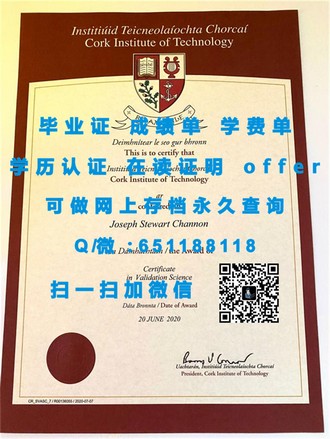 Institiúid Teicneolaíochta Chorcaí
Cork Institute of Technology
Deimhnítear leis seo gur bhronn
This is to certify that
毕业证 成绩单 学费单
学历认证 在读证明 offer
Cork Institute of Technology
可做网上存档永久查询
Joseph Stewart Channon
Q/微:651188118
/ the Award of
Certificate
in Validation Science
扫一扫加微信
Dáta Bronnta / Date of Award
20 JUNE 2020
Uachtarán, Institiúid Teicneolaíochta Chorcaí
President, Cork Institute of Technology